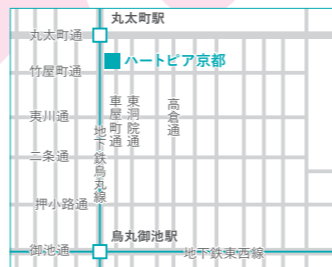 丸太町駅
丸太町通
ハートピア京都
竹屋町通
車屋町通
東洞院通
高倉通
夷川通
地下鉄烏丸線
二条通
押小路通
烏丸御池駅
御池通
地下鉄東西線